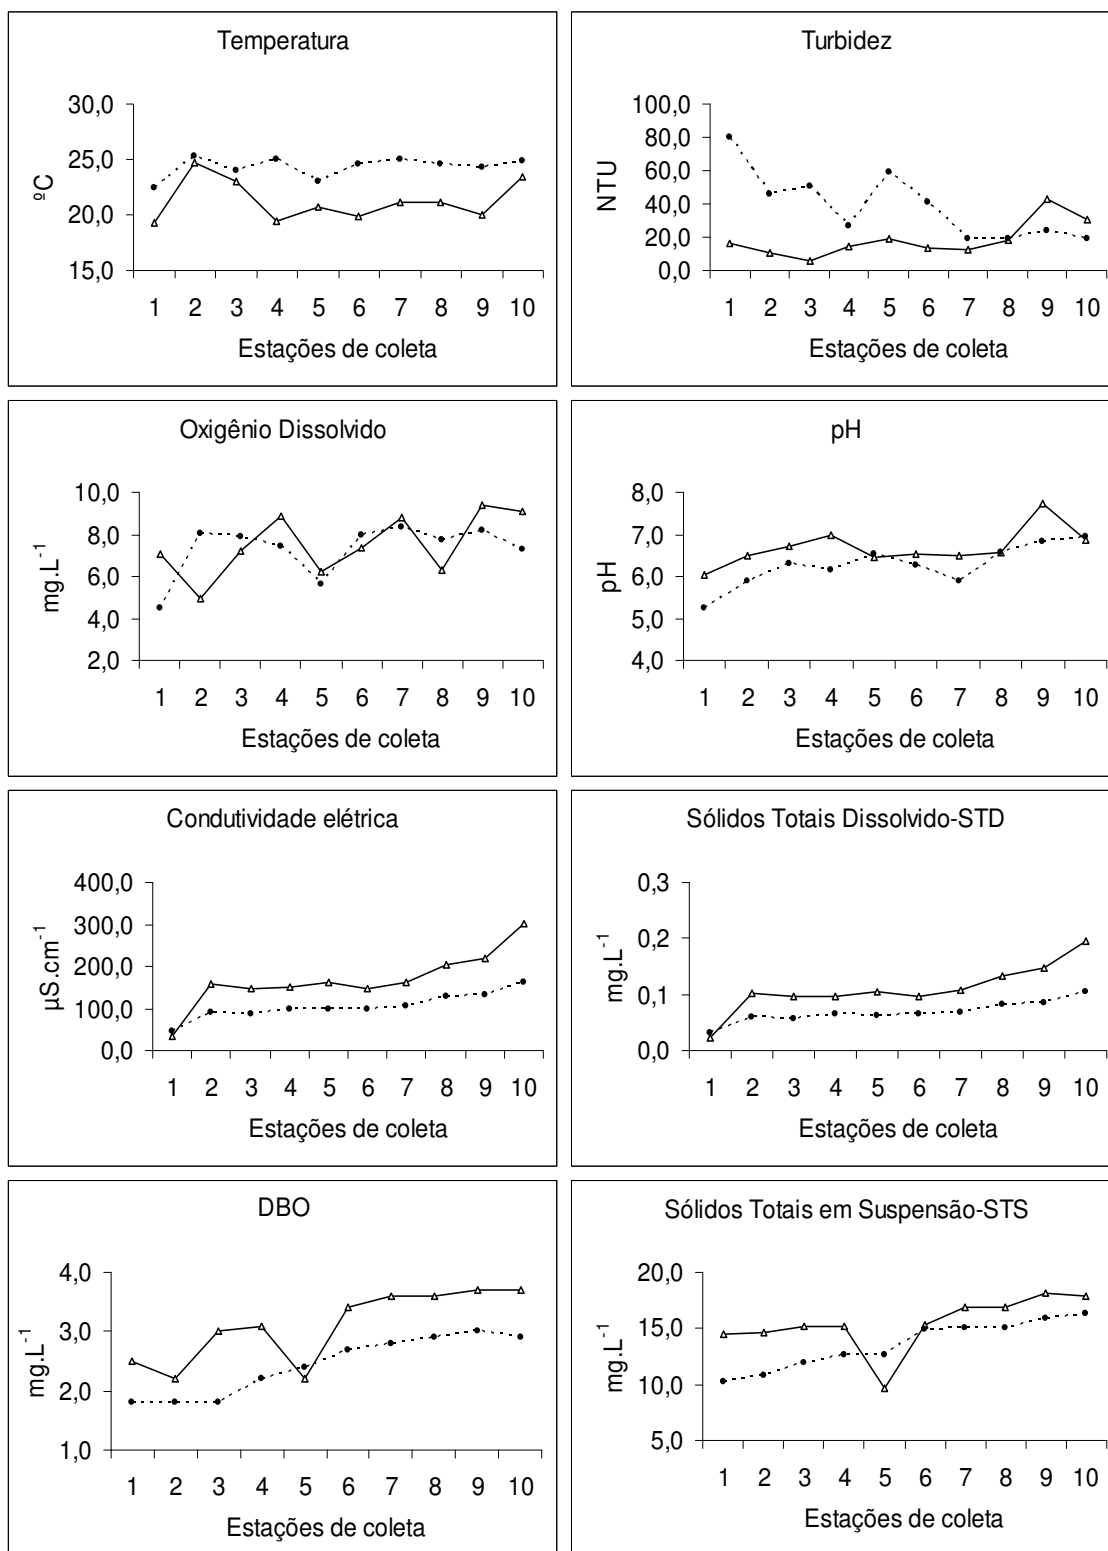 Temperatura
30,0
25,0
20,0
15,0
ºC
1 2 3 4 5 6 7 8 9 10
Estações de coleta
Turbidez
100,0
80,0
60,0
40,0
20,0
0,0
NTU
1 2 3 4 5 6 7 8 9 10
Estações de coleta
Oxigênio Dissolvido
10,0
8,0
6,0
4,0
2,0
mg.L⁻¹
1 2 3 4 5 6 7 8 9 10
Estações de coleta
pH
8,0
7,0
6,0
5,0
4,0
pH
1 2 3 4 5 6 7 8 9 10
Estações de coleta
Condutividade elétrica
400,0
300,0
200,0
100,0
0,0
µS.cm⁻¹
1 2 3 4 5 6 7 8 9 10
Estações de coleta
Sólidos Totais Dissolvido-STD
0,3
0,2
0,1
0,0
mg.L⁻¹
1 2 3 4 5 6 7 8 9 10
Estações de coleta
DBO
4,0
3,0
2,0
1,0
mg.L⁻¹
1 2 3 4 5 6 7 8 9 10
Estações de coleta
Sólidos Totais em Suspensão-STS
20,0
15,0
10,0
5,0
mg.L⁻¹
1 2 3 4 5 6 7 8 9 10
Estações de coleta